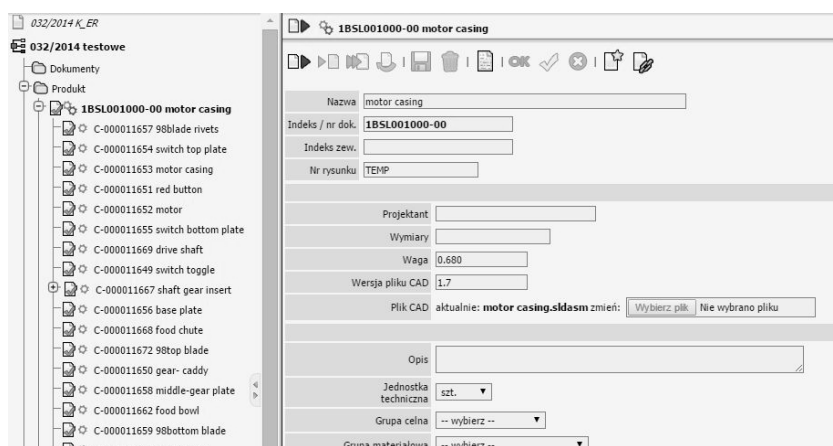 032/2014 K_ER
032/2014 testowe
Dokumenty
Produkt
1BSL001000-00 motor casing
C-000011657 98blade rivets
C-000011654 switch top plate
C-000011653 motor casing
C-000011651 red button
C-000011652 motor
C-000011655 switch bottom plate
C-000011669 drive shaft
C-000011649 switch toggle
C-000011667 shaft gear insert
C-000011656 base plate
C-000011668 food chute
C-000011672 98top blade
C-000011650 gear- caddy
C-000011658 middle-gear plate
C-000011662 food bowl
C-000011659 98bottom blade
1BSL001000-00 motor casing
OK
Nazwa motor casing
Indeks / nr dok. 1BSL001000-00
Indeks zew.
Nr rysunku TEMP
Projektant
Wymiary
Waga 0.680
Wersja pliku CAD 1.7
Plik CAD aktualnie: motor casing.sldasm zmień: Wybierz plik Nie wybrano pliku
Opis
Jednostka
techniczna szt.
Grupa celna -- wybierz --
Grupa materiałowa -- wybierz --